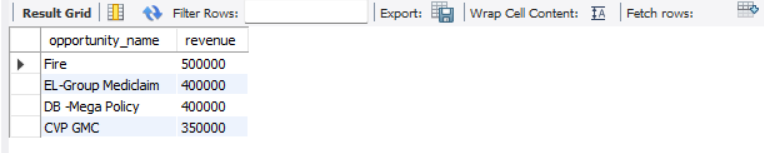 Result Grid Filter Rows: Export: Wrap Cell Content: IA Fetch rows:
opportunity_name revenue
Fire 500000
EL-Group Mediclaim 400000
DB -Mega Policy 400000
CVP GMC 350000